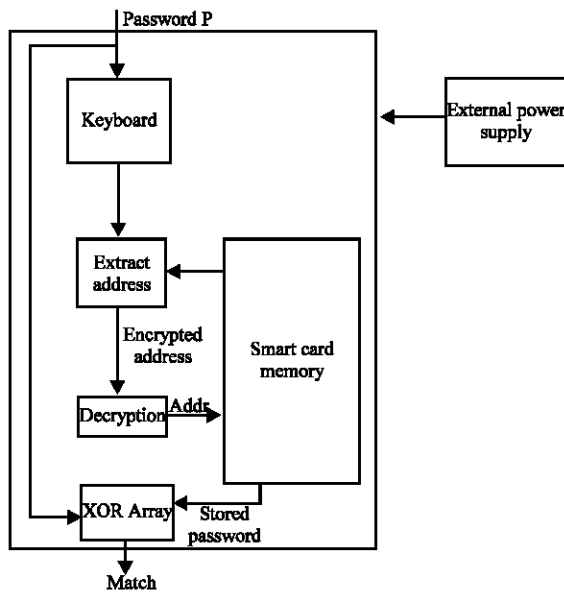 Password P
Keyboard
External power
supply
Extract
address
Encrypted
address
Smart card
memory
Decryption
Addr
XOR Array
Stored
password
Match